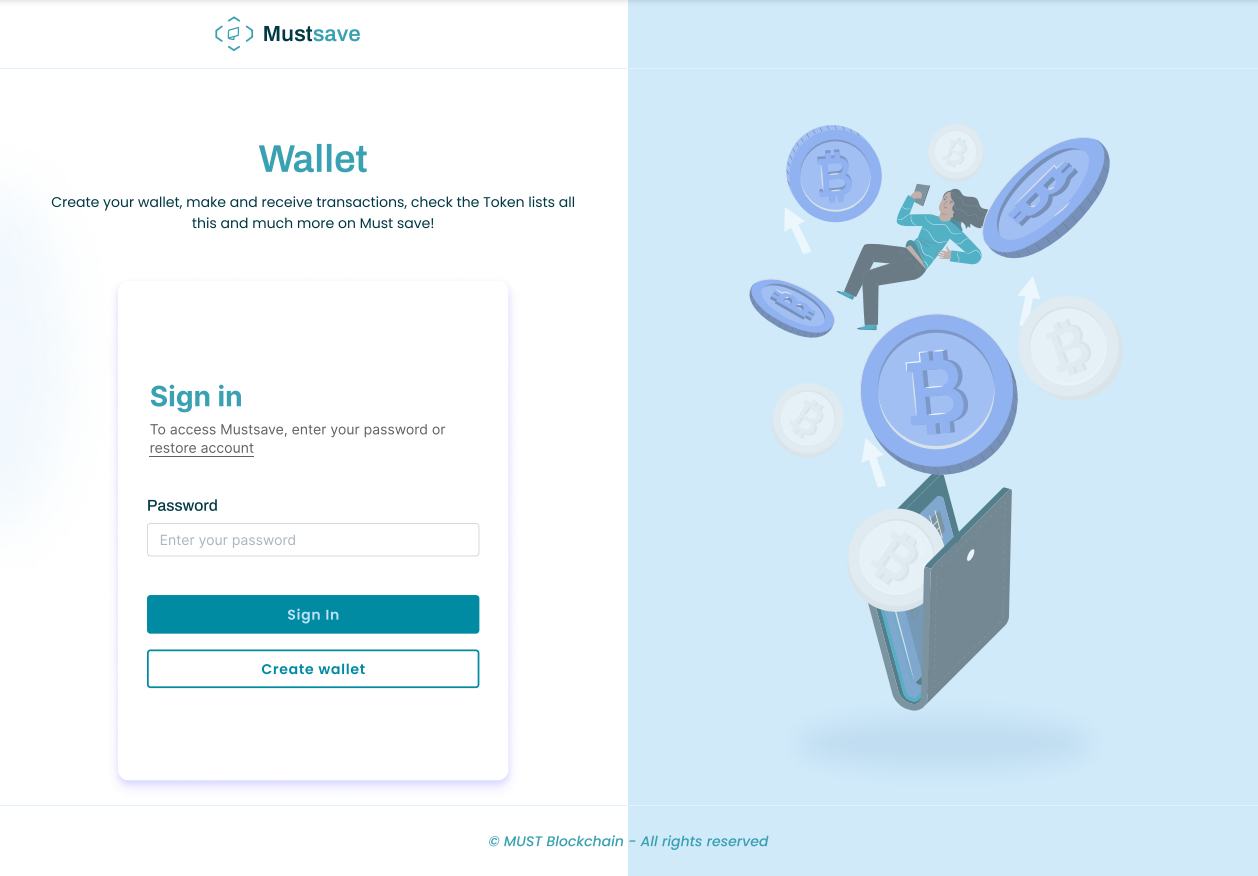 Mustsave
Wallet
Create your wallet, make and receive transactions, check the Token lists all
this and much more on Must save!
Sign in
To access Mustsave, enter your password or
restore account
Password
Enter your password
Sign In
Create wallet
© MUST Blockchain - All rights reserved